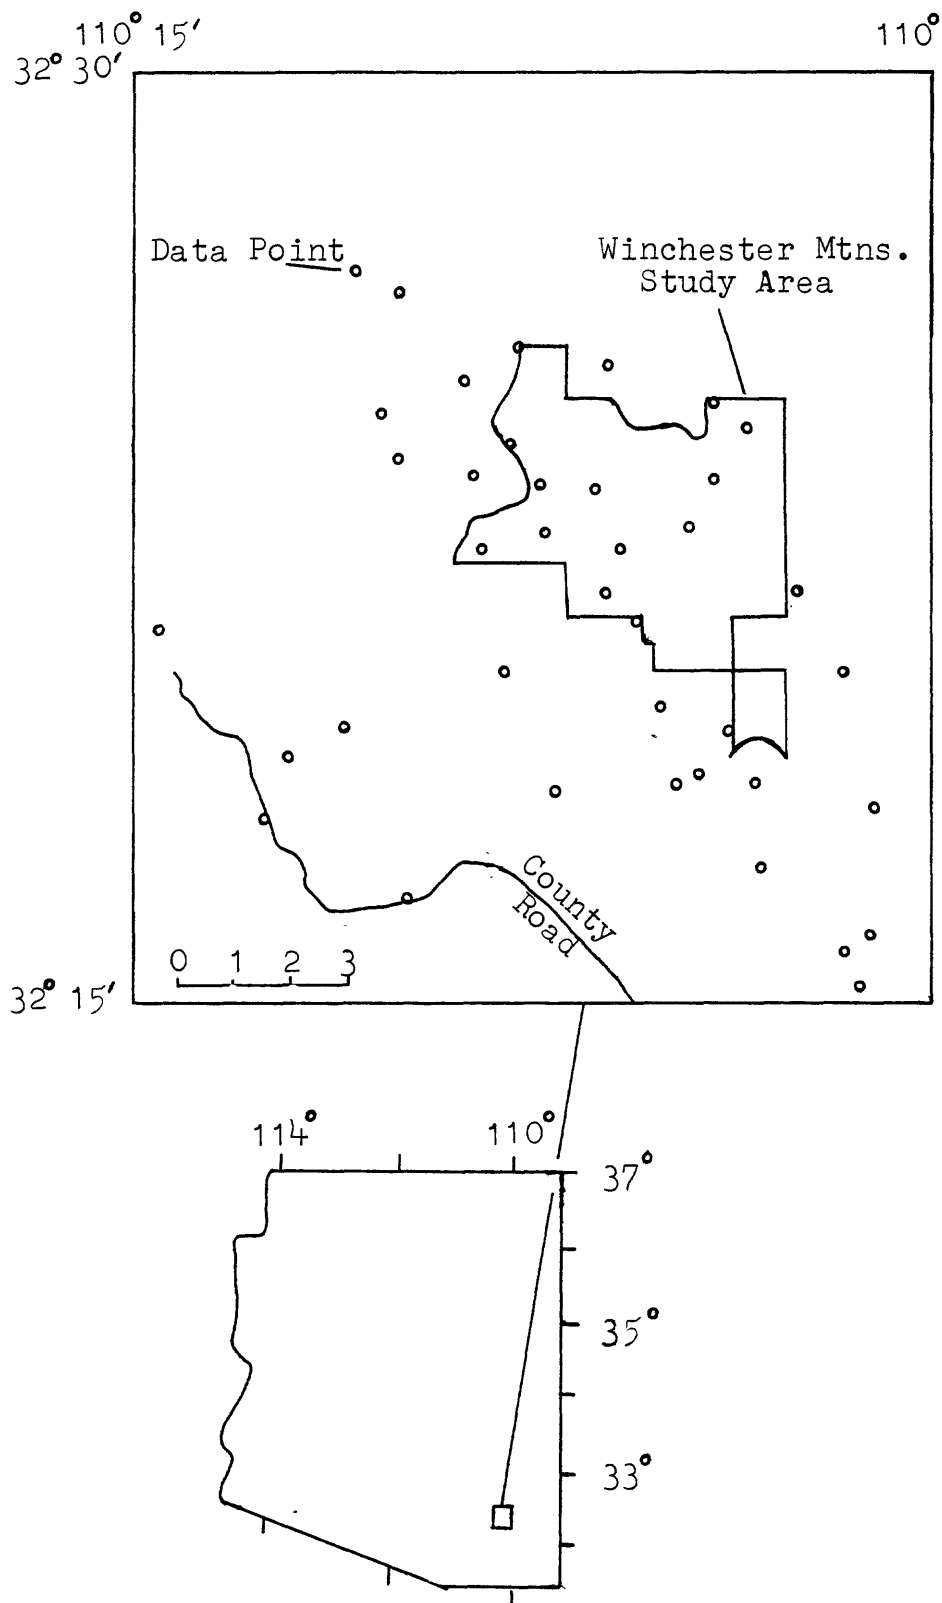 110° 15′ 110°
32° 30′
Data Point
Winchester Mtns.
Study Area
County
Road
0 1 2 3
32° 15′
114° 110°
37°
35°
33°